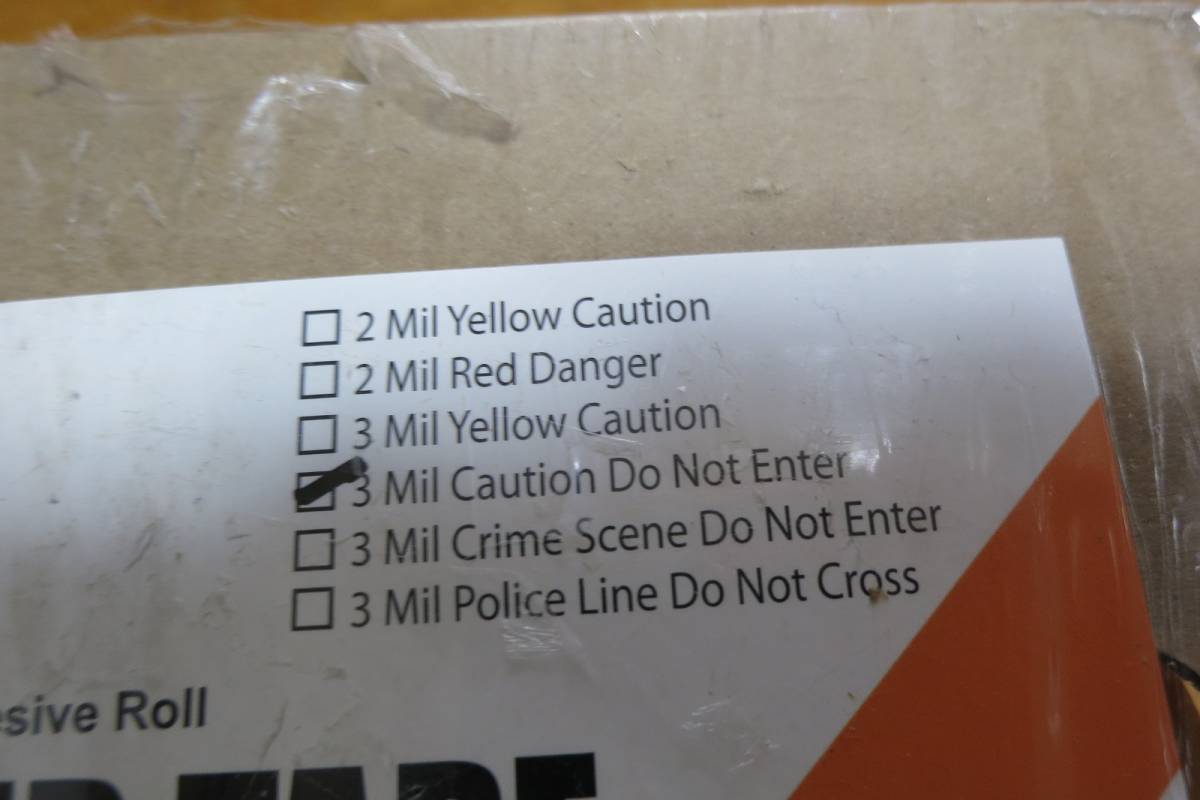 2 Mil Yellow Caution
2 Mil Red Danger
3 Mil Yellow Caution
3 Mil Caution Do Not Enter
3 Mil Crime Scene Do Not Enter
3 Mil Police Line Do Not Cross
Roll
TAPE